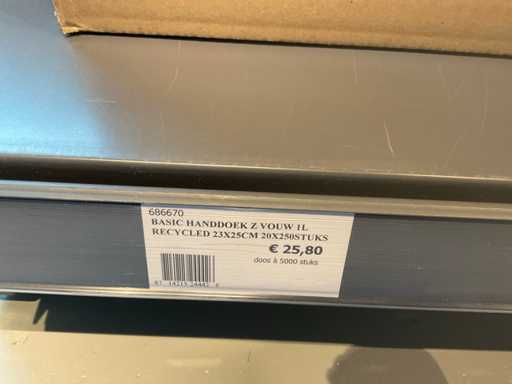 686670
BASIC HANDDOEK Z VOUW 1L
RECYCLED 23X25CM 20X250STUKS
€ 25,80
doos à 5000 stuks